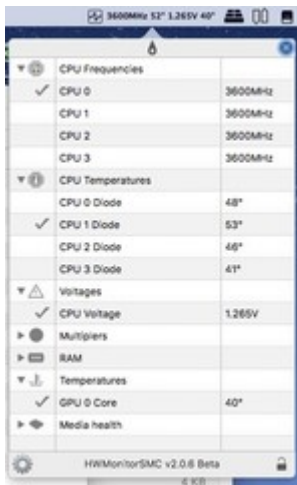 3600MHz 52° 1.265V 40°
CPU Frequencies
CPU 0 3600MHz
CPU 1 3600MHz
CPU 2 3600MHz
CPU 3 3600MHz
CPU Temperatures
CPU 0 Diode 48°
CPU 1 Diode 53°
CPU 2 Diode 46°
CPU 3 Diode 41°
Voltages
CPU Voltage 1.265V
Multipliers
RAM
Temperatures
GPU 0 Core 40°
Media health
HWMonitorSMC v2.0.6 Beta
4 KB